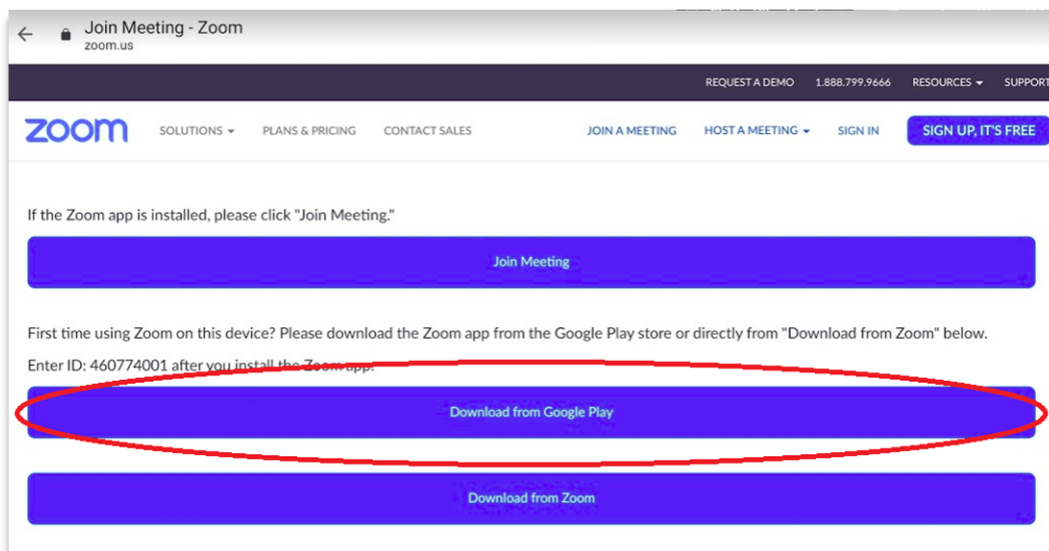 Join Meeting - Zoom
zoom.us
REQUEST A DEMO 1.888.799.9666 RESOURCES SUPPORT
zoom SOLUTIONS PLANS & PRICING CONTACT SALES JOIN A MEETING HOST A MEETING SIGN IN SIGN UP, IT'S FREE
If the Zoom app is installed, please click "Join Meeting."
Join Meeting
First time using Zoom on this device? Please download the Zoom app from the Google Play store or directly from "Download from Zoom" below.
Enter ID: 460774001 after you install the Zoom app.
Download from Google Play
Download from Zoom